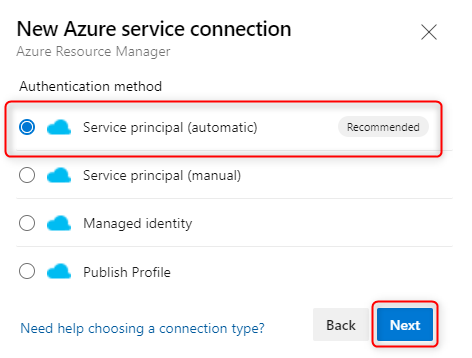 New Azure service connection
Azure Resource Manager
Authentication method
Service principal (automatic) Recommended
Service principal (manual)
Managed identity
Publish Profile
Need help choosing a connection type? Back Next